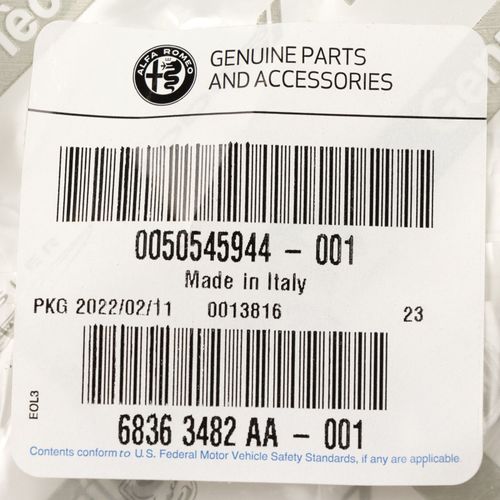 ALFA ROMEO
GENUINE PARTS
AND ACCESSORIES
0050545944 - 001
Made in Italy
PKG 2022/02/11 0013816 23
EOL3
6836 3482 AA - 001
Contents conform to U.S. Federal Motor Vehicle Safety Standards, if any are applicable